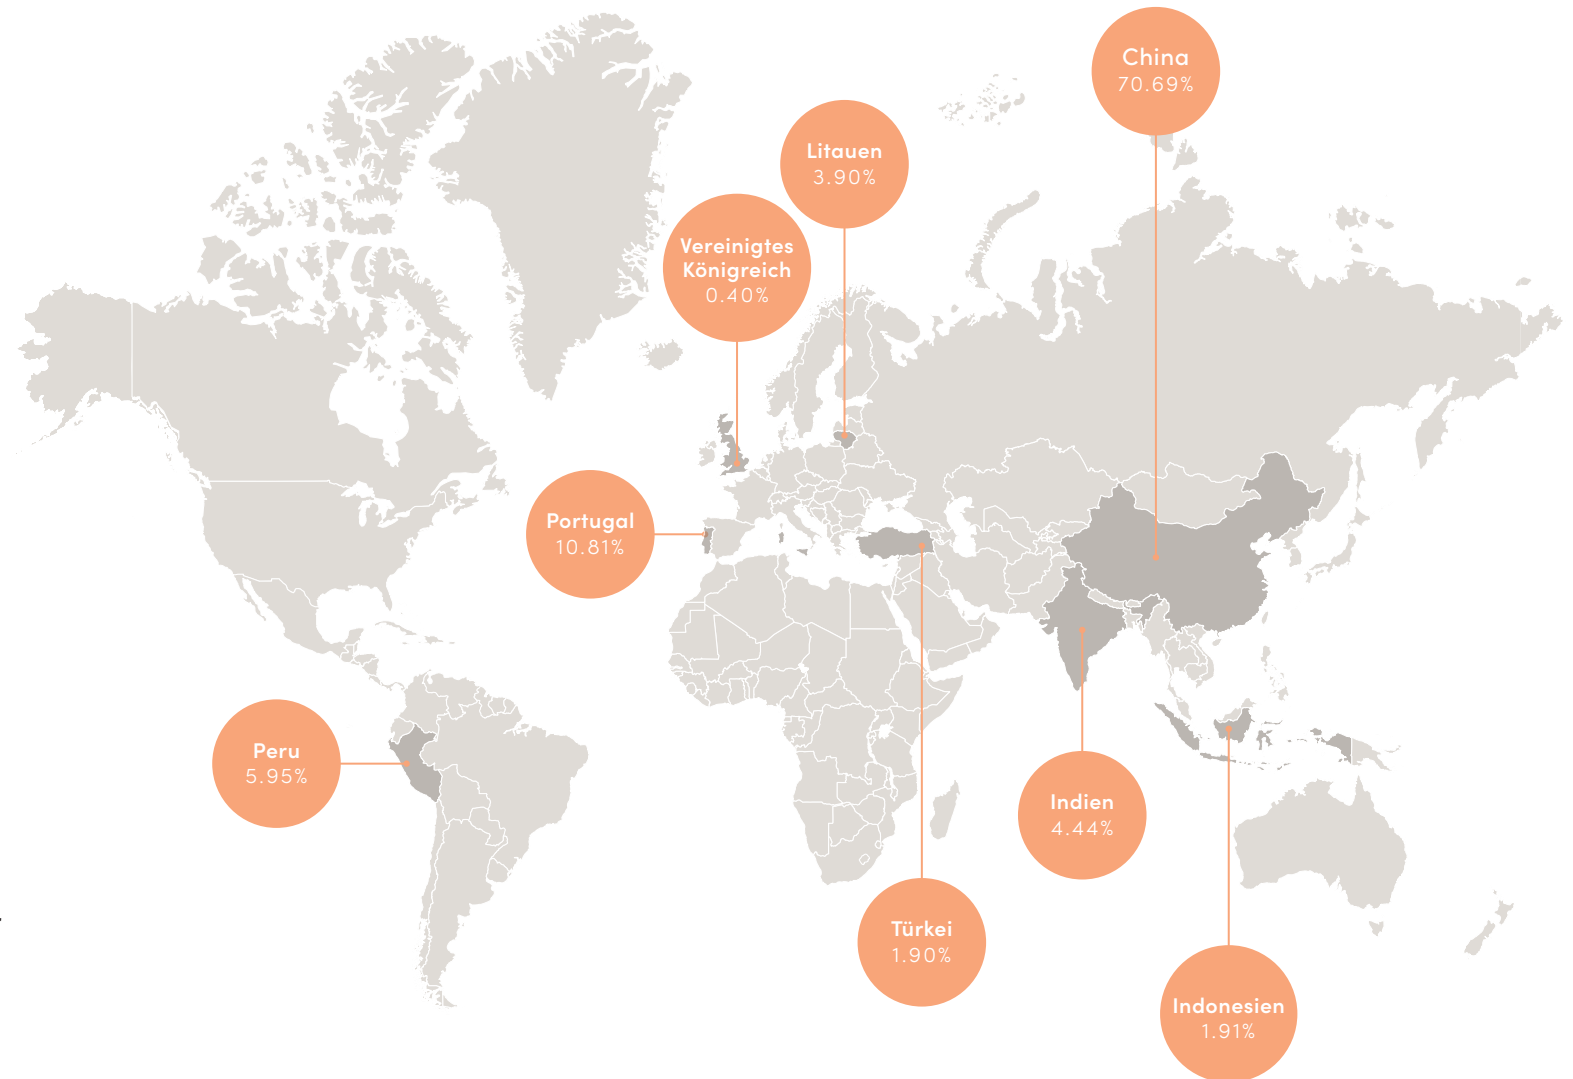 China
70.69%
Litauen
3.90%
Vereinigtes
Königreich
0.40%
Portugal
10.81%
Peru
5.95%
Indien
4.44%
Türkei
1.90%
Indonesien
1.91%